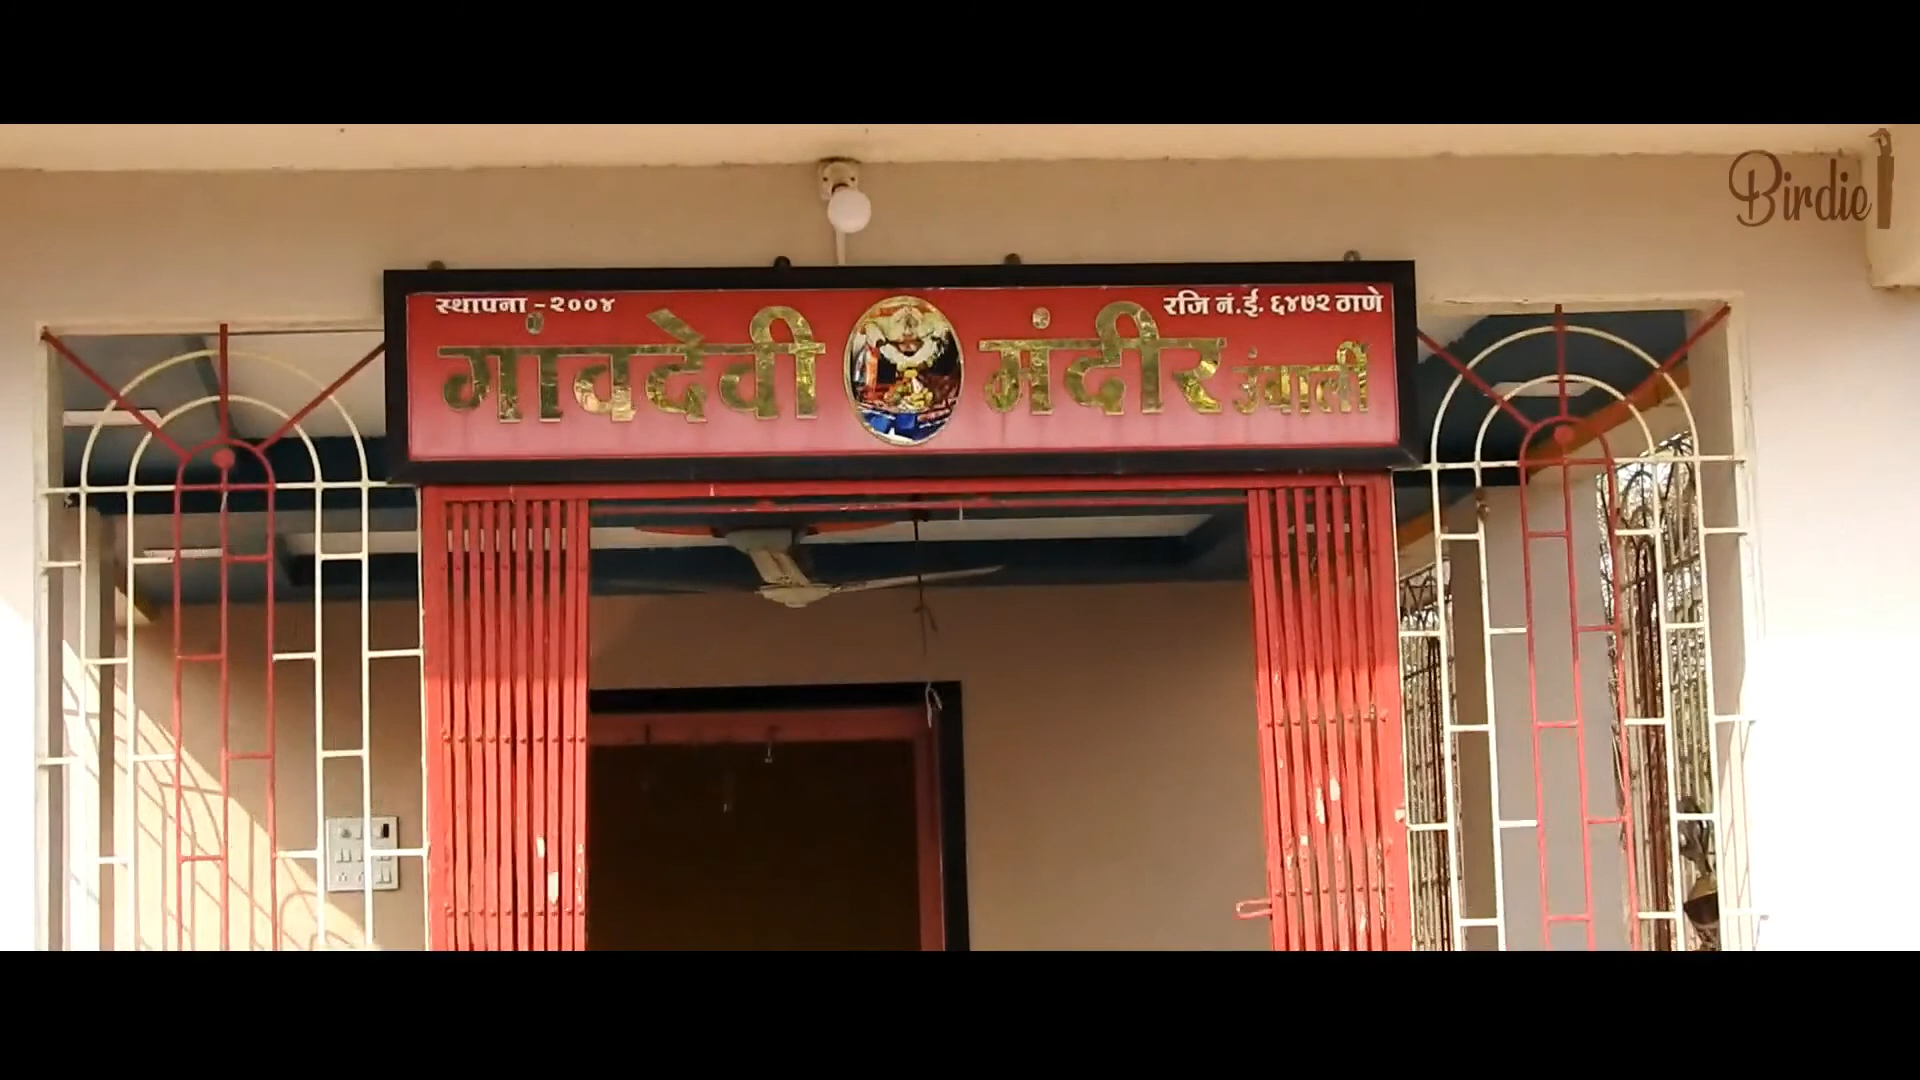 स्थापना - २००४
रजि नं. ई. ६४७२ ठाणे
गांवदेवी मंदीर उंबाली
Birdie